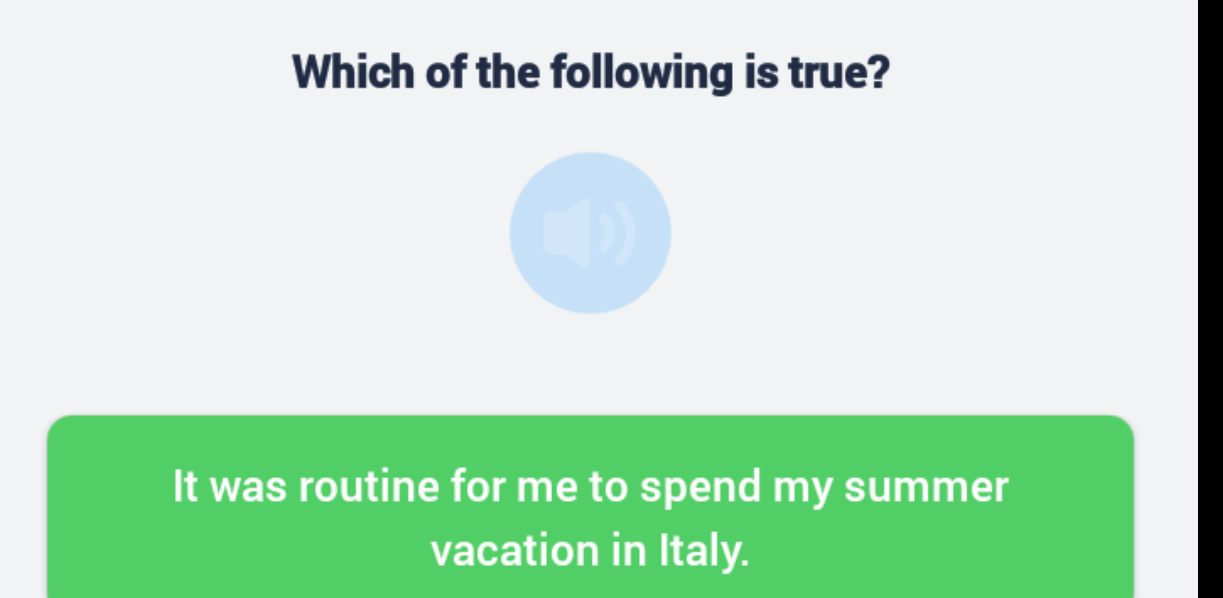 Which of the following is true?
It was routine for me to spend my summer
vacation in Italy.